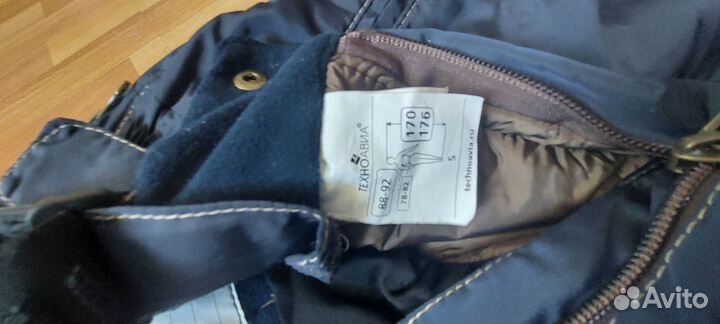 ТЕХНОАВИА®
170
176
88-92
78-82
S
technoavia.ru
Avito